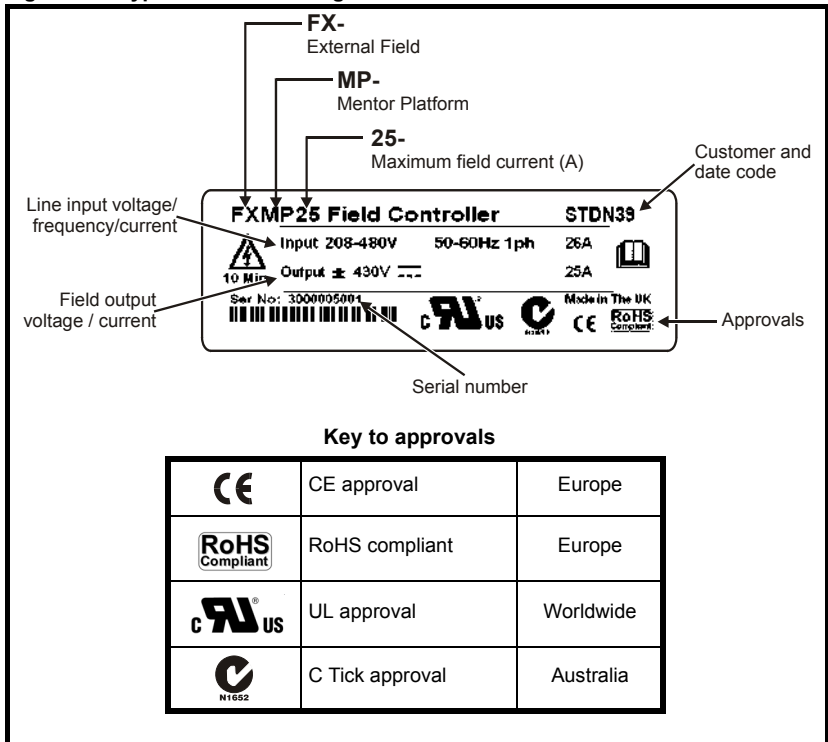 FX-
External Field
MP-
Mentor Platform
25-
Maximum field current (A)
Customer and
date code
Line input voltage/
frequency/current
FXMP25 Field Controller STDN39
Input 208-480V 50-60Hz 1ph 26A
10 Min
Output ± 430V 25A
Field output
voltage / current
Ser No: 3000005001
Made in The UK
c US
CE RoHS
Compliant
Approvals
Serial number
Key to approvals
CE CE approval Europe
RoHS
Compliant
RoHS compliant Europe
c ® US UL approval Worldwide
N1652
C Tick approval Australia